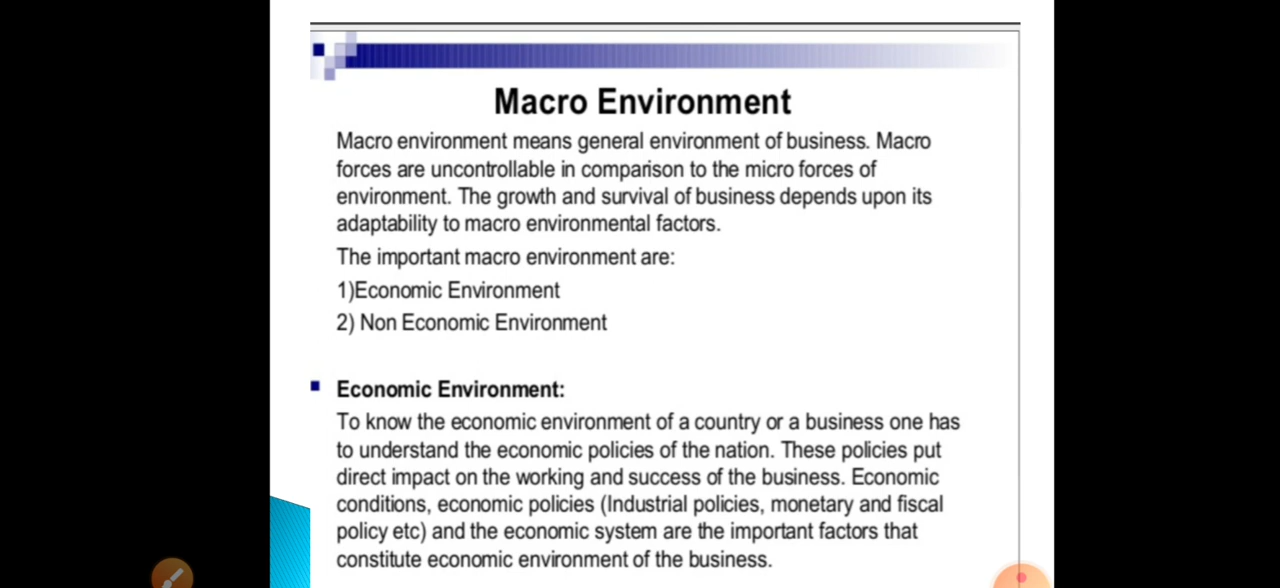 Macro Environment
Macro environment means general environment of business. Macro
forces are uncontrollable in comparison to the micro forces of
environment. The growth and survival of business depends upon its
adaptability to macro environmental factors.
The important macro environment are:
1)Economic Environment
2) Non Economic Environment
Economic Environment:
To know the economic environment of a country or a business one has
to understand the economic policies of the nation. These policies put
direct impact on the working and success of the business. Economic
conditions, economic policies (Industrial policies, monetary and fiscal
policy etc) and the economic system are the important factors that
constitute economic environment of the business.